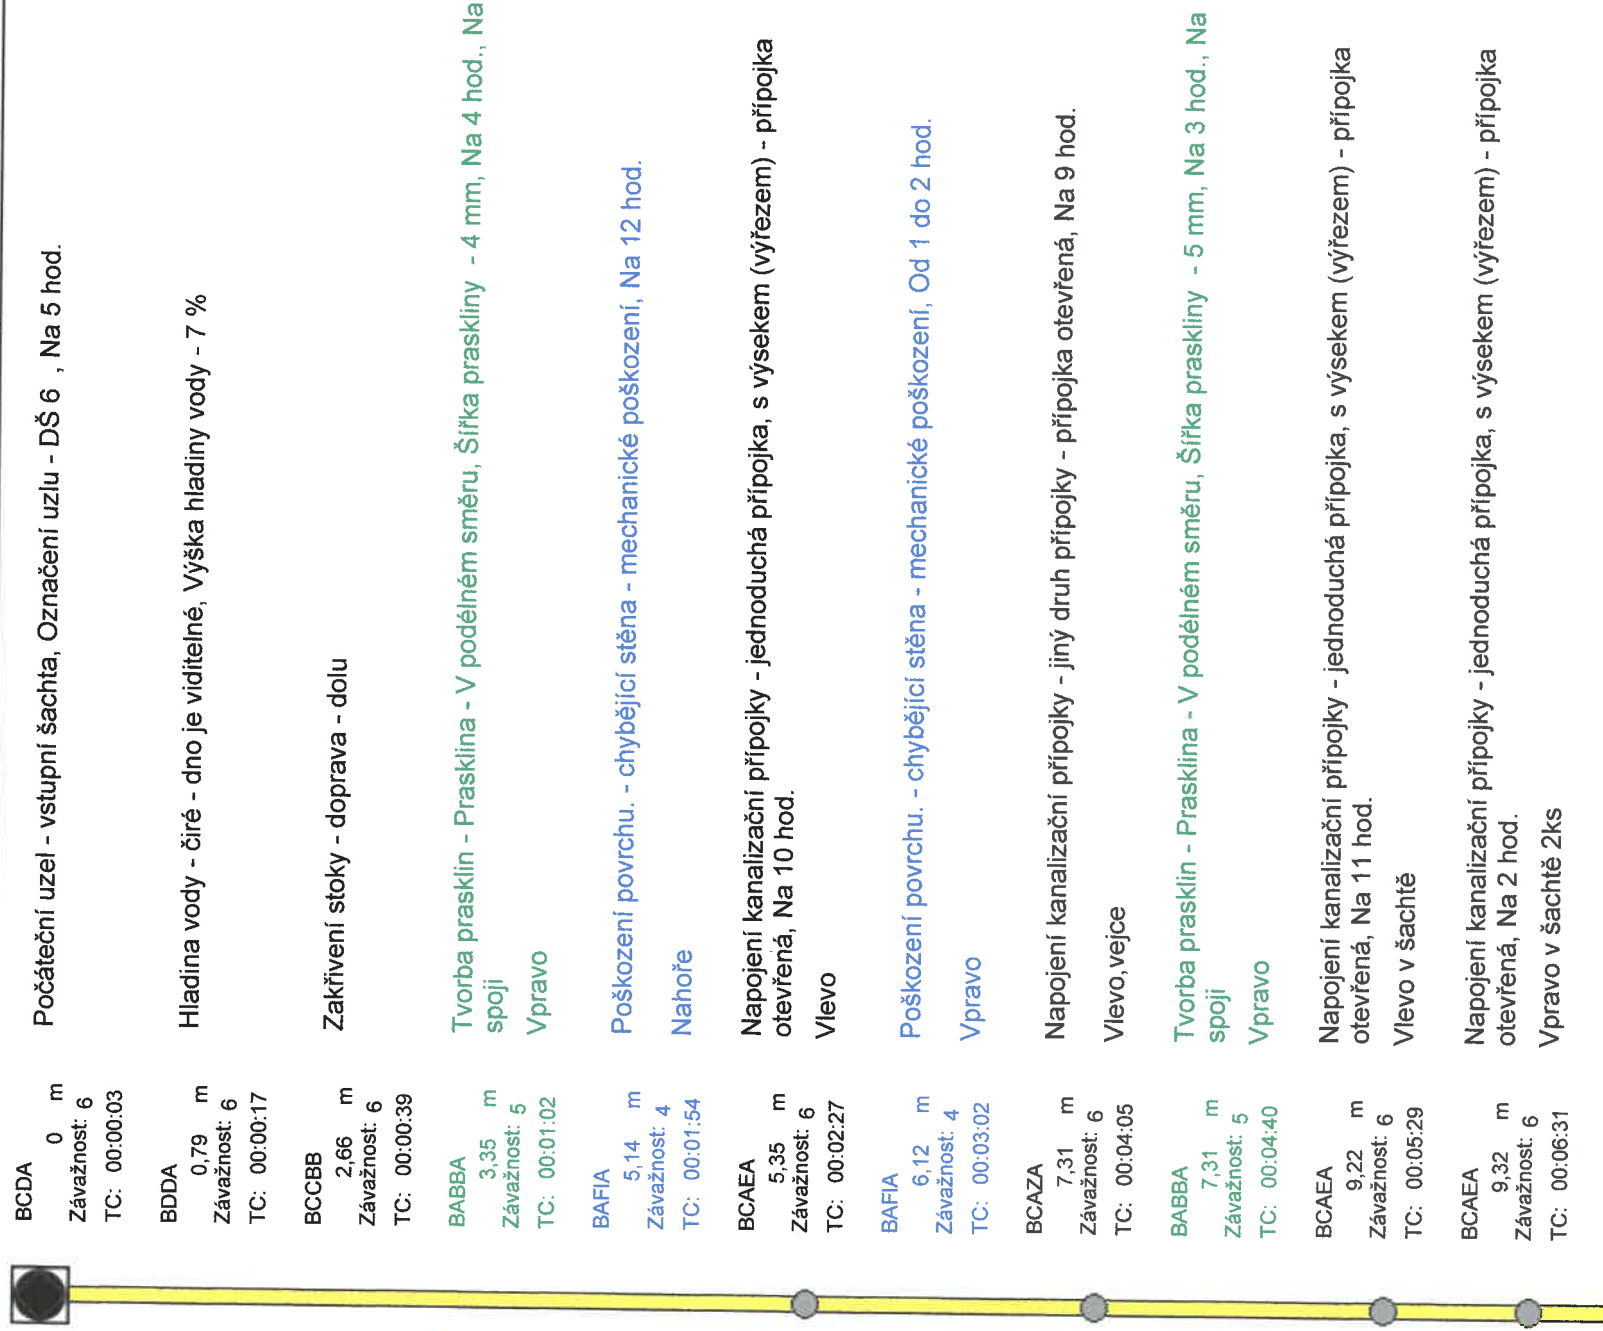 BCDA
0 m
Závažnost: 6
TC: 00:00:03
Počáteční uzel - vstupní šachta, Označení uzlu - DŠ 6 , Na 5 hod.
BDDA
0,79 m
Závažnost: 6
TC: 00:00:17
Hladina vody - čiré - dno je viditelné, Výška hladiny vody - 7 %
BCCBB
2,66 m
Závažnost: 6
TC: 00:00:39
Zakřivení stoky - doprava - dolu
BABBA
3,35 m
Závažnost: 5
TC: 00:01:02
Tvorba prasklin - Prasklina - V podélném směru, Šířka praskliny - 4 mm, Na 4 hod., Na
spoji
Vpravo
BAFIA
5,14 m
Závažnost: 4
TC: 00:01:54
Poškození povrchu. - chybějící stěna - mechanické poškození, Na 12 hod.
Nahoře
BCAEA
5,35 m
Závažnost: 6
TC: 00:02:27
Napojení kanalizační přípojky - jednoduchá přípojka, s výsekem (výřezem) - přípojka
otevřená, Na 10 hod.
Vlevo
BAFIA
6,12 m
Závažnost: 4
TC: 00:03:02
Poškození povrchu. - chybějící stěna - mechanické poškození, Od 1 do 2 hod.
Vpravo
BCAZA
7,31 m
Závažnost: 6
TC: 00:04:05
Napojení kanalizační přípojky - jiný druh přípojky - přípojka otevřená, Na 9 hod.
Vlevo,vejce
BABBA
7,31 m
Závažnost: 5
TC: 00:04:40
Tvorba prasklin - Prasklina - V podélném směru, Šířka praskliny - 5 mm, Na 3 hod., Na
spoji
Vpravo
BCAEA
9,22 m
Závažnost: 6
TC: 00:05:29
Napojení kanalizační přípojky - jednoduchá přípojka, s výsekem (výřezem) - přípojka
otevřená, Na 11 hod.
Vlevo v šachtě
BCAEA
9,32 m
Závažnost: 6
TC: 00:06:31
Napojení kanalizační přípojky - jednoduchá přípojka, s výsekem (výřezem) - přípojka
otevřená, Na 2 hod.
Vpravo v šachtě 2ks